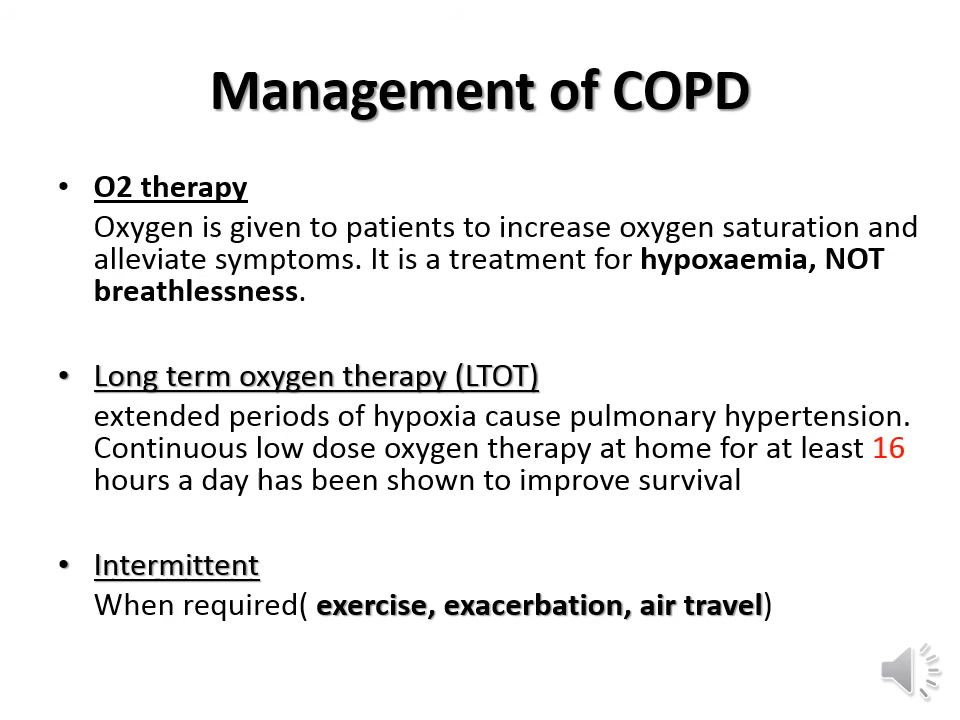 Management of COPD
• O2 therapy
Oxygen is given to patients to increase oxygen saturation and
alleviate symptoms. It is a treatment for hypoxaemia, NOT
breathlessness.
• Long term oxygen therapy (LTOT)
extended periods of hypoxia cause pulmonary hypertension.
Continuous low dose oxygen therapy at home for at least 16
hours a day has been shown to improve survival
• Intermittent
When required( exercise, exacerbation, air travel)